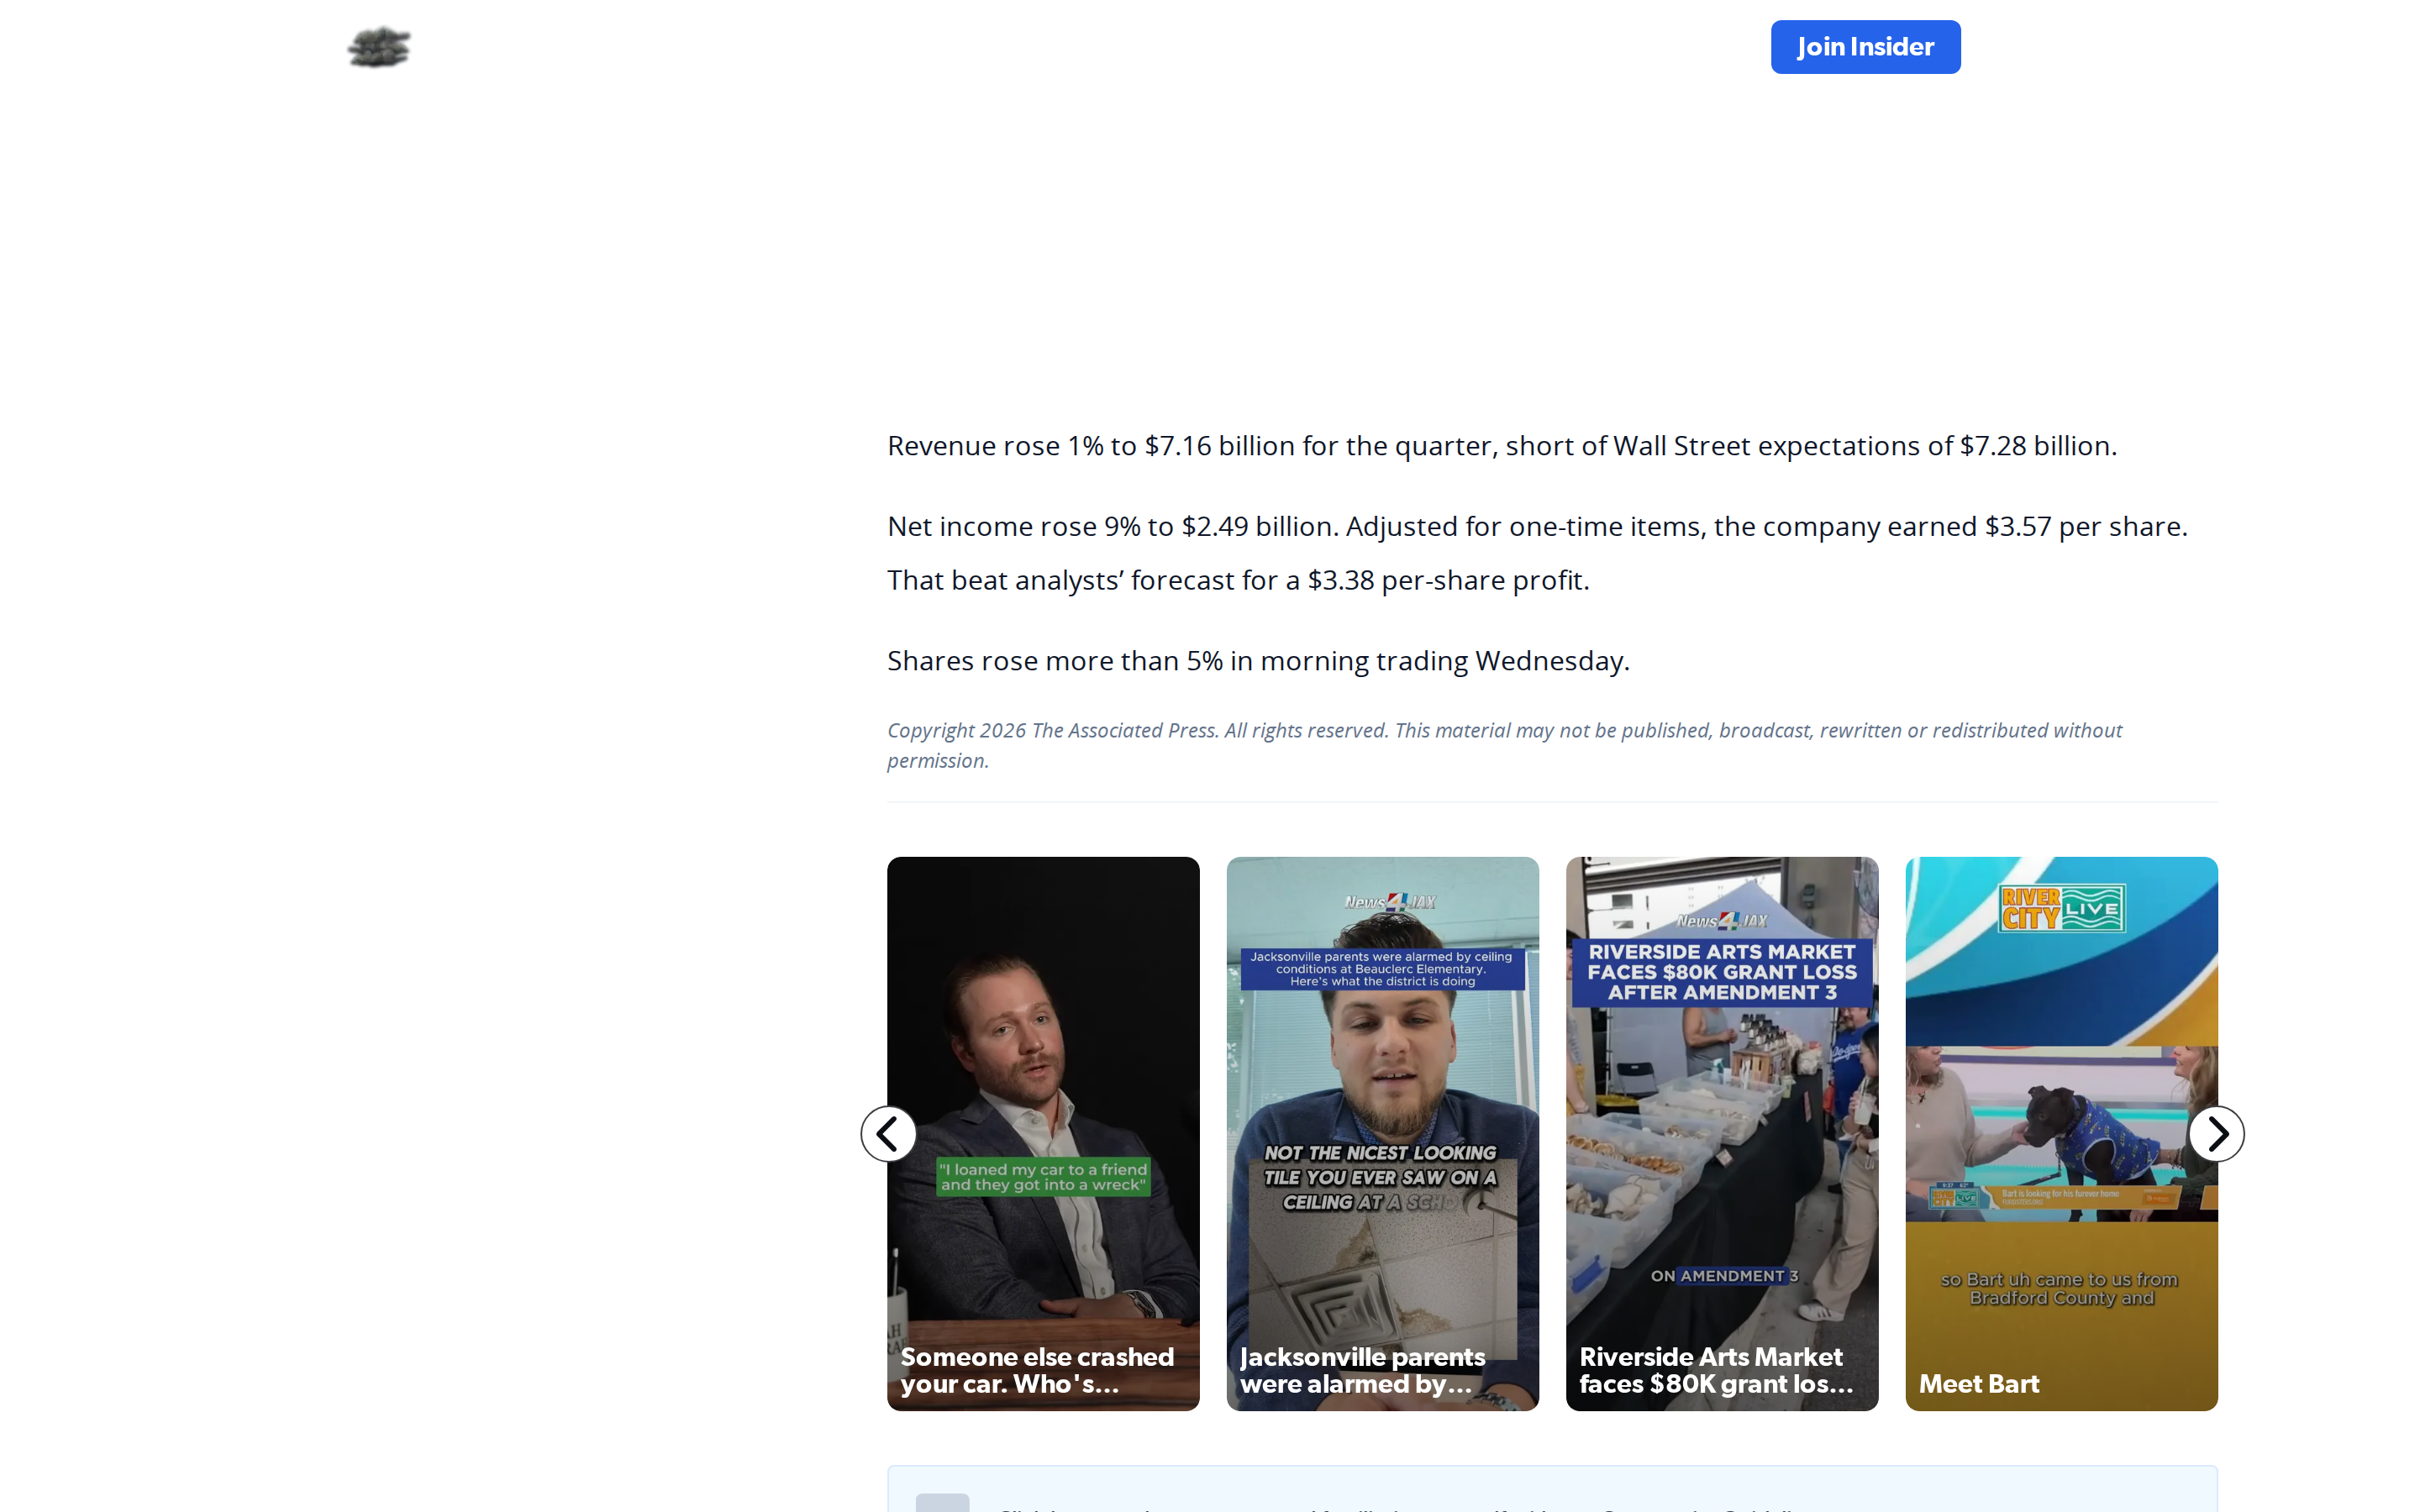 Join Insider
Revenue rose 1% to $7.16 billion for the quarter, short of Wall Street expectations of $7.28 billion.
Net income rose 9% to $2.49 billion. Adjusted for one-time items, the company earned $3.57 per share.
That beat analysts’ forecast for a $3.38 per-share profit.
Shares rose more than 5% in morning trading Wednesday.
Copyright 2026 The Associated Press. All rights reserved. This material may not be published, broadcast, rewritten or redistributed without
permission.
"I loaned my car to a friend
and they got into a wreck"
Someone else crashed
your car. Who's...
News4JAX
Jacksonville parents were alarmed by ceiling
conditions at Beauclerc Elementary.
Here's what the district is doing
NOT THE NICEST LOOKING
TILE YOU EVER SAW ON A
CEILING AT A SCHO
Jacksonville parents
were alarmed by...
News4JAX
RIVERSIDE ARTS MARKET
FACES $80K GRANT LOSS
AFTER AMENDMENT 3
ON AMENDMENT 3
Riverside Arts Market
faces $80K grant los...
RIVER
CITY LIVE
Bart is looking for his furever home
so Bart uh came to us from
Bradford County and
Meet Bart